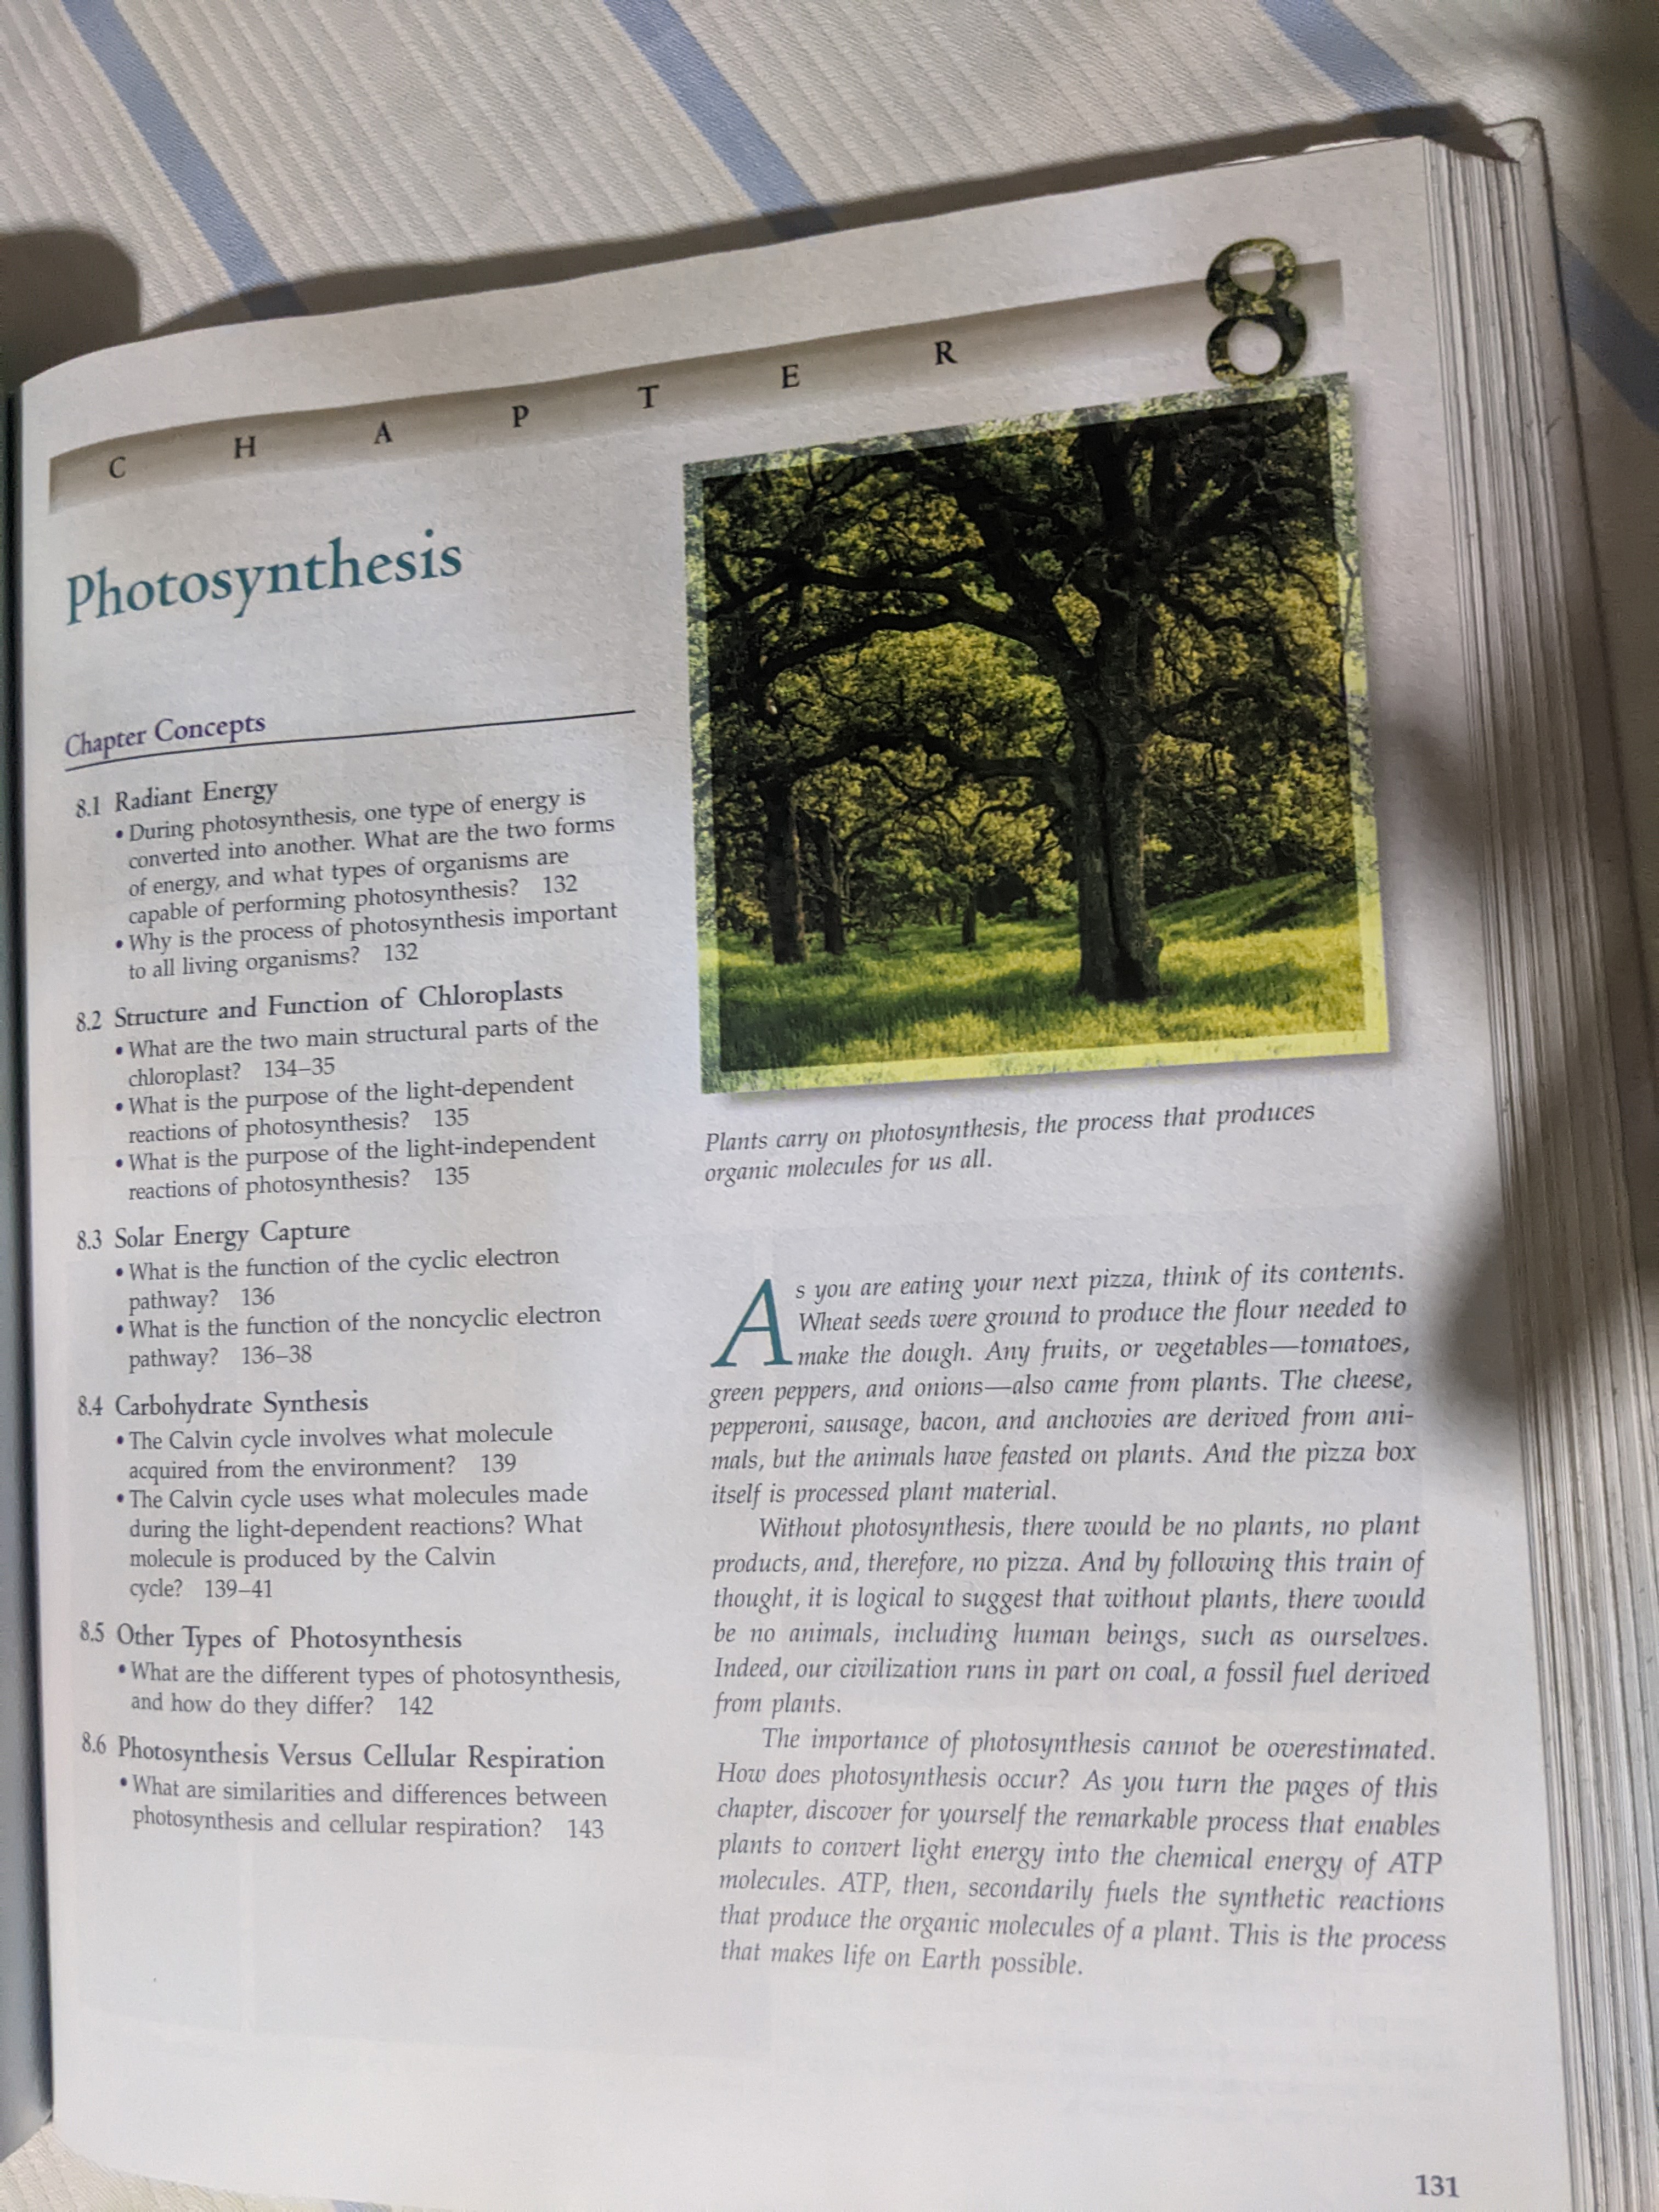 C H A P T E R 8
Photosynthesis
Chapter Concepts
8.1 Radiant Energy
• During photosynthesis, one type of energy is
converted into another. What are the two forms
of energy, and what types of organisms are
capable of performing photosynthesis? 132
• Why is the process of photosynthesis important
to all living organisms? 132
8.2 Structure and Function of Chloroplasts
• What are the two main structural parts of the
chloroplast? 134–35
• What is the purpose of the light-dependent
reactions of photosynthesis? 135
• What is the purpose of the light-independent
reactions of photosynthesis? 135
8.3 Solar Energy Capture
• What is the function of the cyclic electron
pathway? 136
• What is the function of the noncyclic electron
pathway? 136–38
8.4 Carbohydrate Synthesis
• The Calvin cycle involves what molecule
acquired from the environment? 139
• The Calvin cycle uses what molecules made
during the light-dependent reactions? What
molecule is produced by the Calvin
cycle? 139–41
8.5 Other Types of Photosynthesis
• What are the different types of photosynthesis,
and how do they differ? 142
8.6 Photosynthesis Versus Cellular Respiration
• What are similarities and differences between
photosynthesis and cellular respiration? 143
Plants carry on photosynthesis, the process that produces
organic molecules for us all.
As you are eating your next pizza, think of its contents.
Wheat seeds were ground to produce the flour needed to
make the dough. Any fruits, or vegetables—tomatoes,
green peppers, and onions—also came from plants. The cheese,
pepperoni, sausage, bacon, and anchovies are derived from ani-
mals, but the animals have feasted on plants. And the pizza box
itself is processed plant material.
Without photosynthesis, there would be no plants, no plant
products, and, therefore, no pizza. And by following this train of
thought, it is logical to suggest that without plants, there would
be no animals, including human beings, such as ourselves.
Indeed, our civilization runs in part on coal, a fossil fuel derived
from plants.
The importance of photosynthesis cannot be overestimated.
How does photosynthesis occur? As you turn the pages of this
chapter, discover for yourself the remarkable process that enables
plants to convert light energy into the chemical energy of ATP
molecules. ATP, then, secondarily fuels the synthetic reactions
that produce the organic molecules of a plant. This is the process
that makes life on Earth possible.
131